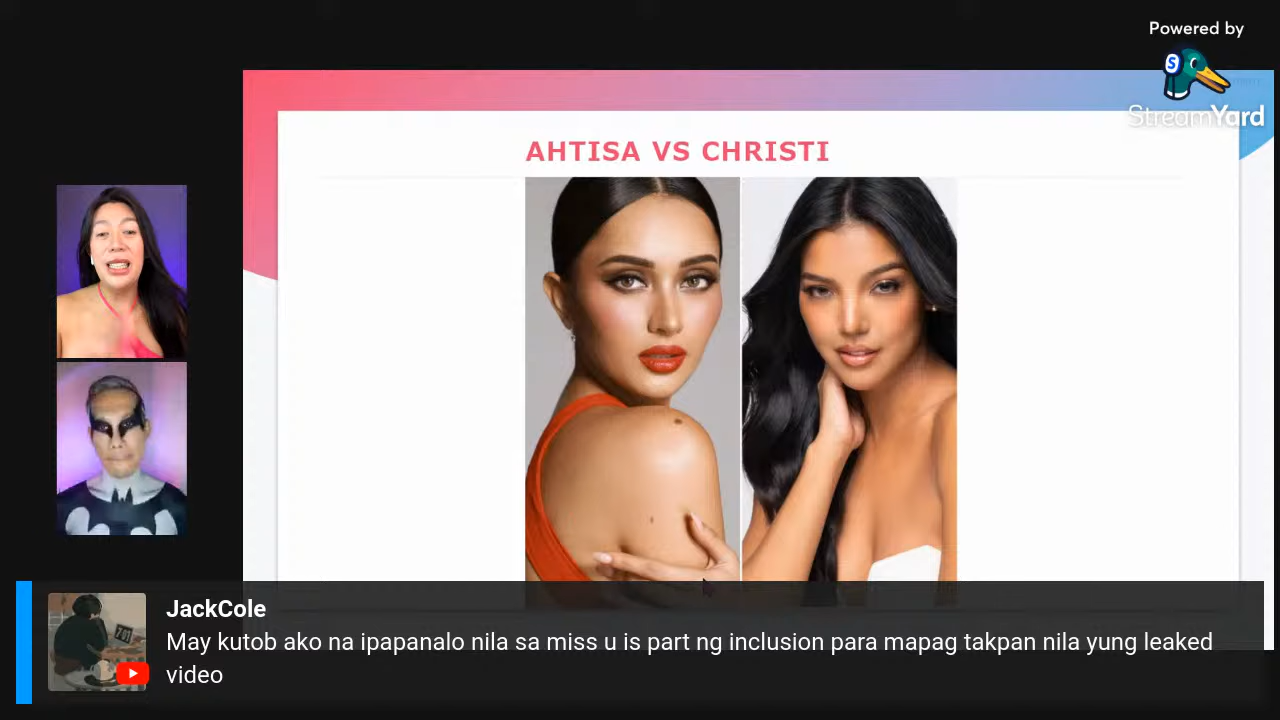 Powered by
StreamYard
AHTISA VS CHRISTI
JackCole
May kutob ako na ipapanalo nila sa miss u is part ng inclusion para mapag takpan nila yung leaked
video